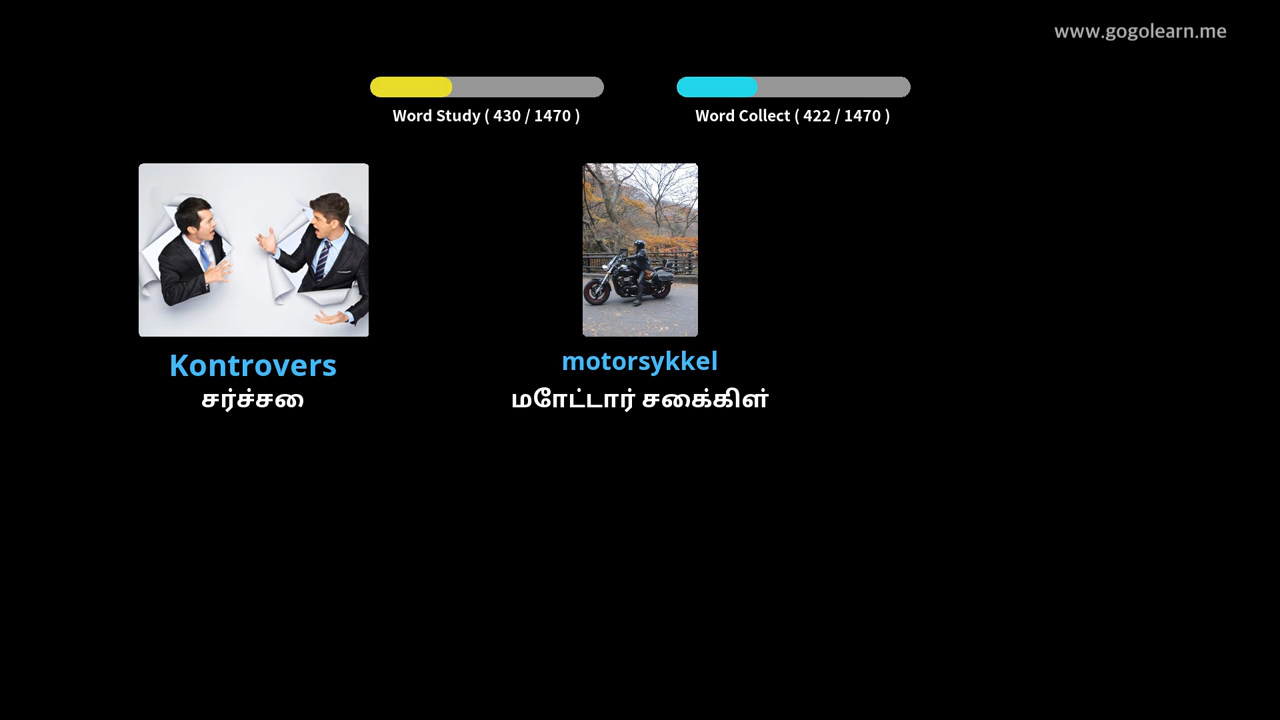 www.gogolearn.me
Word Study ( 430 / 1470 )
Word Collect ( 422 / 1470 )
Kontrovers
சர்ச்சை
motorsykkel
மோட்டார் சைக்கிள்